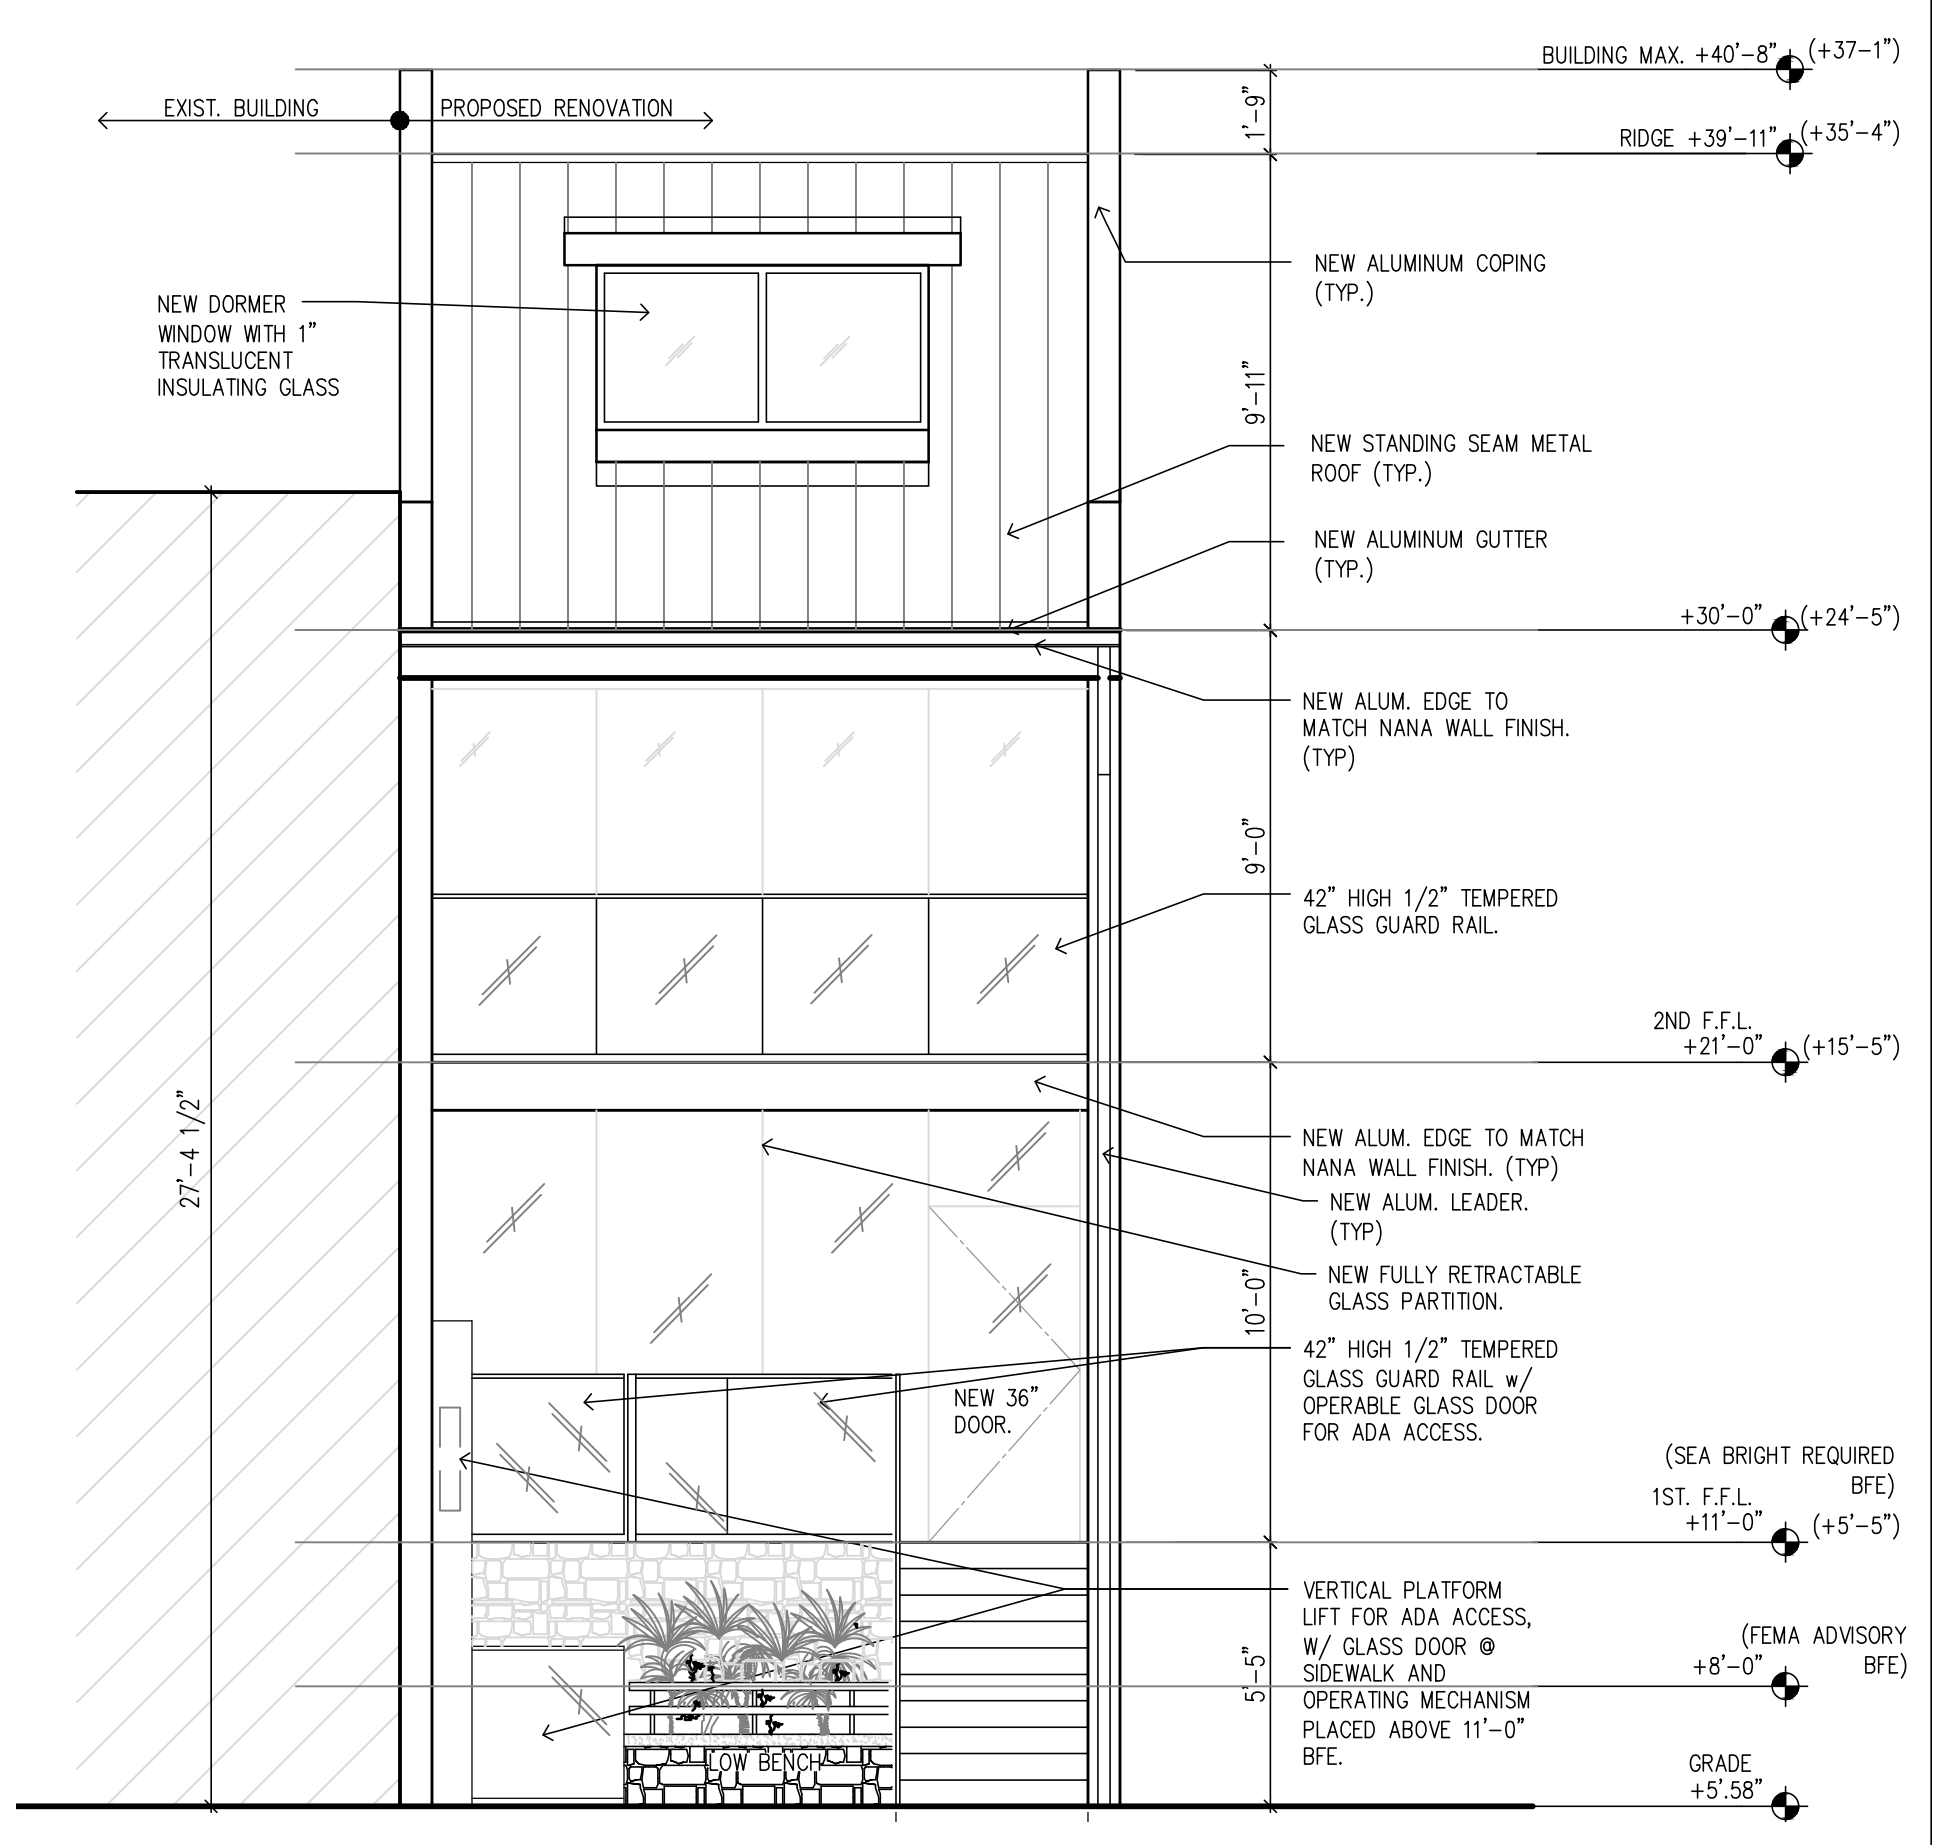 BUILDING MAX. +40'-8" (+37-1")
EXIST. BUILDING
PROPOSED RENOVATION
1'-9"
RIDGE +39'-11" (+35'-4")
NEW ALUMINUM COPING
(TYP.)
NEW DORMER
WINDOW WITH 1"
TRANSLUCENT
INSULATING GLASS
9'-11"
NEW STANDING SEAM METAL
ROOF (TYP.)
NEW ALUMINUM GUTTER
(TYP.)
+30'-0" (+24'-5")
NEW ALUM. EDGE TO
MATCH NANA WALL FINISH.
(TYP)
9'-0"
42" HIGH 1/2" TEMPERED
GLASS GUARD RAIL.
2ND F.F.L.
+21'-0" (+15'-5")
27'-4 1/2"
NEW ALUM. EDGE TO MATCH
NANA WALL FINISH. (TYP)
NEW ALUM. LEADER.
(TYP)
NEW FULLY RETRACTABLE
GLASS PARTITION.
10'-0"
42" HIGH 1/2" TEMPERED
GLASS GUARD RAIL w/
OPERABLE GLASS DOOR
FOR ADA ACCESS.
NEW 36"
DOOR.
(SEA BRIGHT REQUIRED
BFE)
1ST. F.F.L.
+11'-0" (+5'-5")
VERTICAL PLATFORM
LIFT FOR ADA ACCESS,
W/ GLASS DOOR @
SIDEWALK AND
OPERATING MECHANISM
PLACED ABOVE 11'-0"
BFE.
5'-5"
(FEMA ADVISORY
BFE)
+8'-0"
LOW BENCH
GRADE
+5'.58"